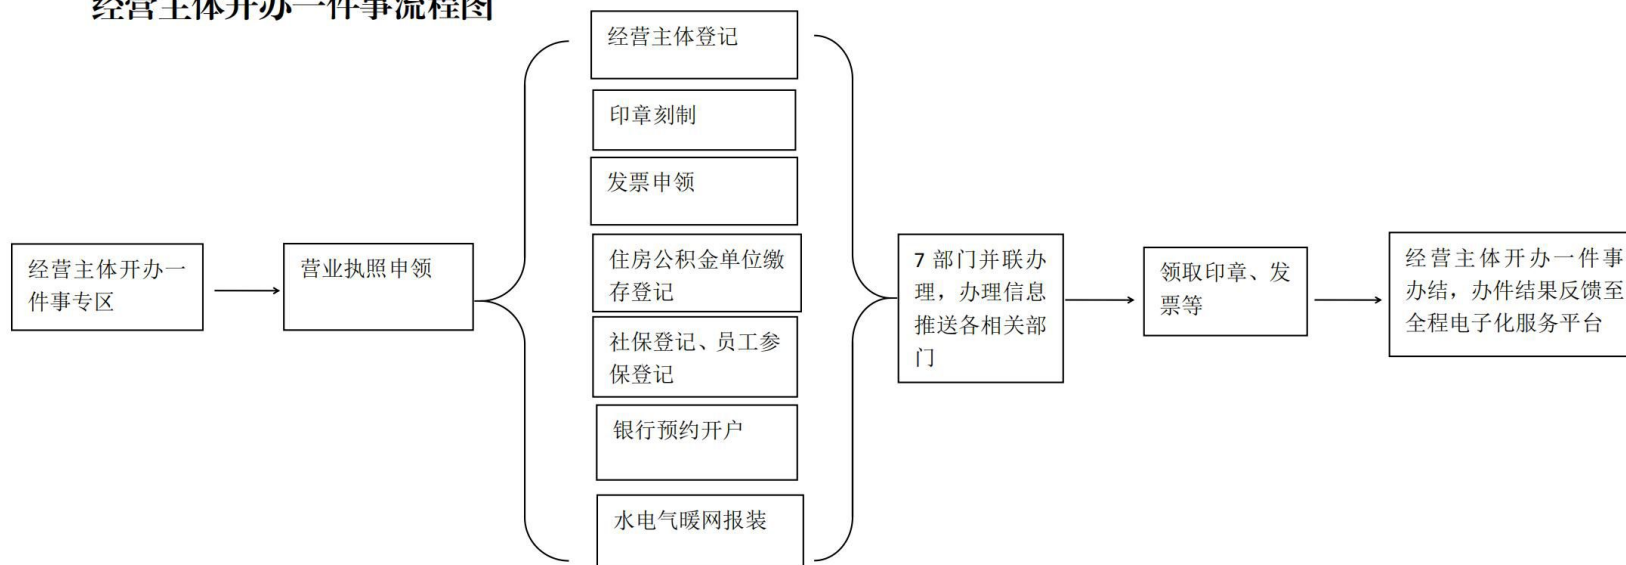 经营主体开办一件事流程图
经营主体开办一
件事专区
营业执照申领
经营主体登记
印章刻制
发票申领
住房公积金单位缴
存登记
社保登记、员工参
保登记
银行预约开户
水电气暖网报装
7 部门并联办
理，办理信息
推送各相关部
门
领取印章、发
票等
经营主体开办一件事
办结，办件结果反馈至
全程电子化服务平台